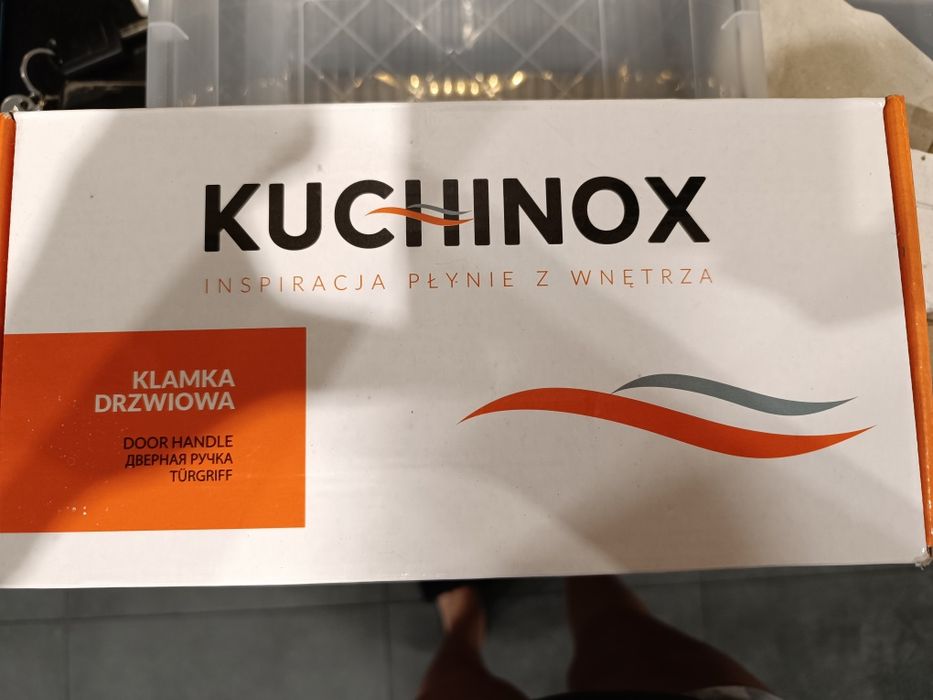 KUCHINOX
INSPIRACJA PŁYNIE Z WNĘTRZA
KLAMKA
DRZWIOWA
DOOR HANDLE
ДВЕРНАЯ РУЧКА
TÜRGRIFF